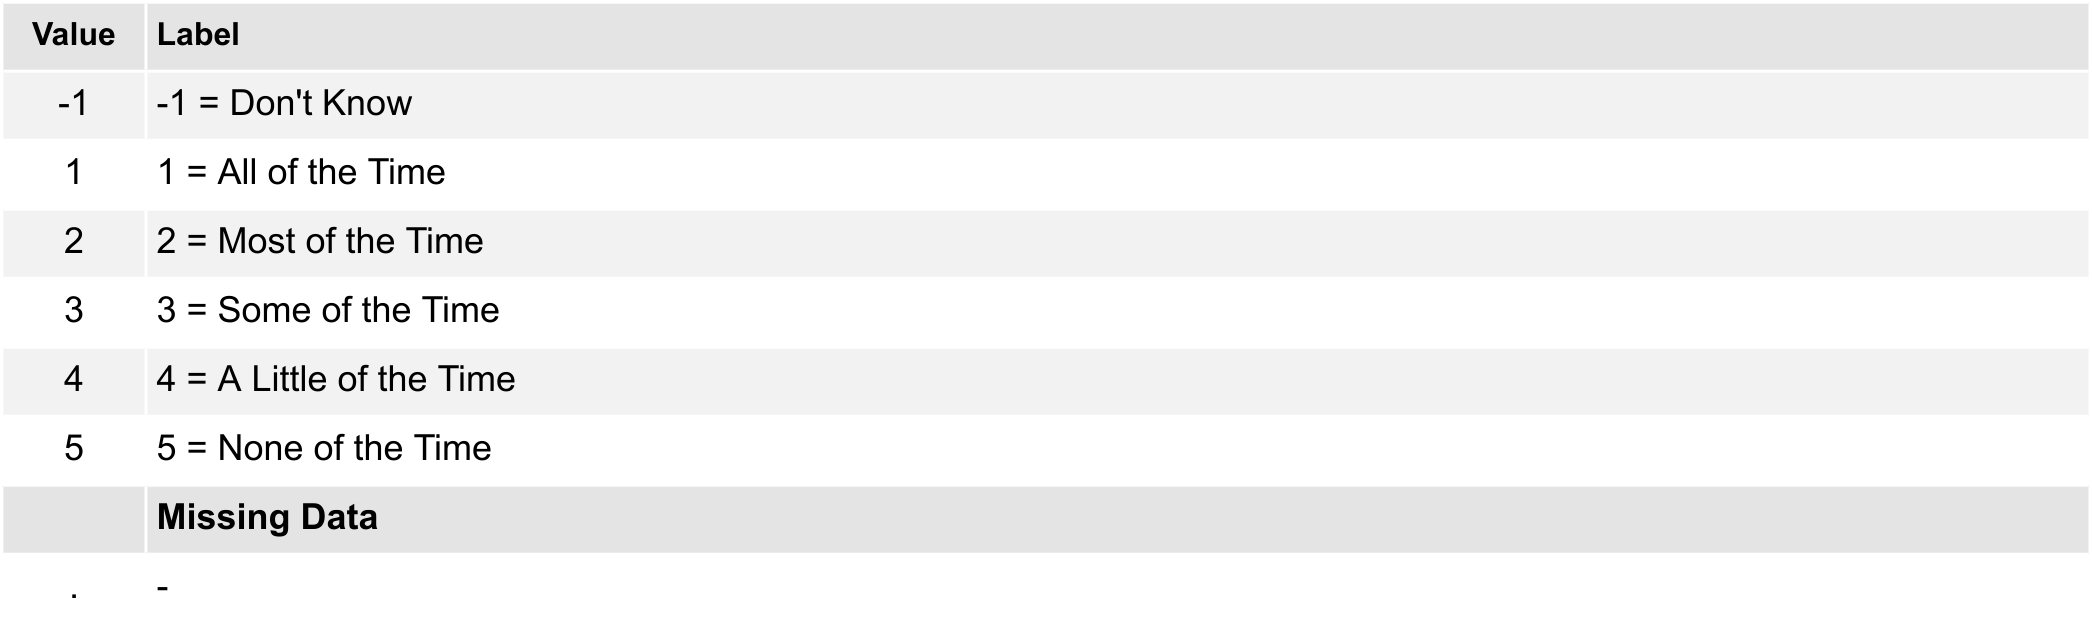 Value Label
-1 -1 = Don't Know
1 1 = All of the Time
2 2 = Most of the Time
3 3 = Some of the Time
4 4 = A Little of the Time
5 5 = None of the Time
Missing Data
. -